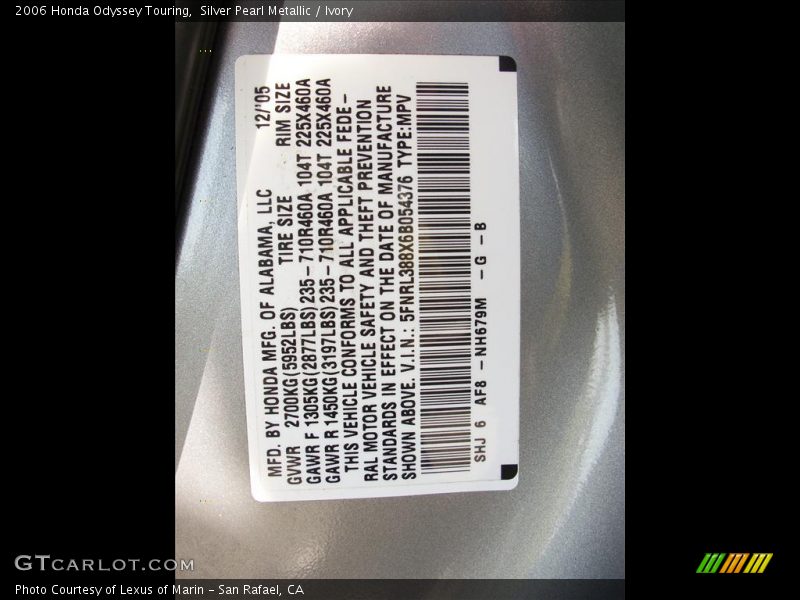 2006 Honda Odyssey Touring,  Silver Pearl Metallic / Ivory
MFD. BY HONDA MFG. OF ALABAMA, LLC 12/'05
GVWR 2700KG(5952LBS) TIRE SIZE RIM SIZE
GAWR F 1305KG(2877LBS) 235-710R460A 104T 225X460A
GAWR R 1450KG(3197LBS) 235-710R460A 104T 225X460A
THIS VEHICLE CONFORMS TO ALL APPLICABLE FEDE-
RAL MOTOR VEHICLE SAFETY AND THEFT PREVENTION
STANDARDS IN EFFECT ON THE DATE OF MANUFACTURE
SHOWN ABOVE. V.I.N.: 5FNRL388X6B054376 TYPE:MPV
SHJ 6 AF8 -NH679M -G -B
GTCARLOT.COM
Photo Courtesy of Lexus of Marin - San Rafael, CA